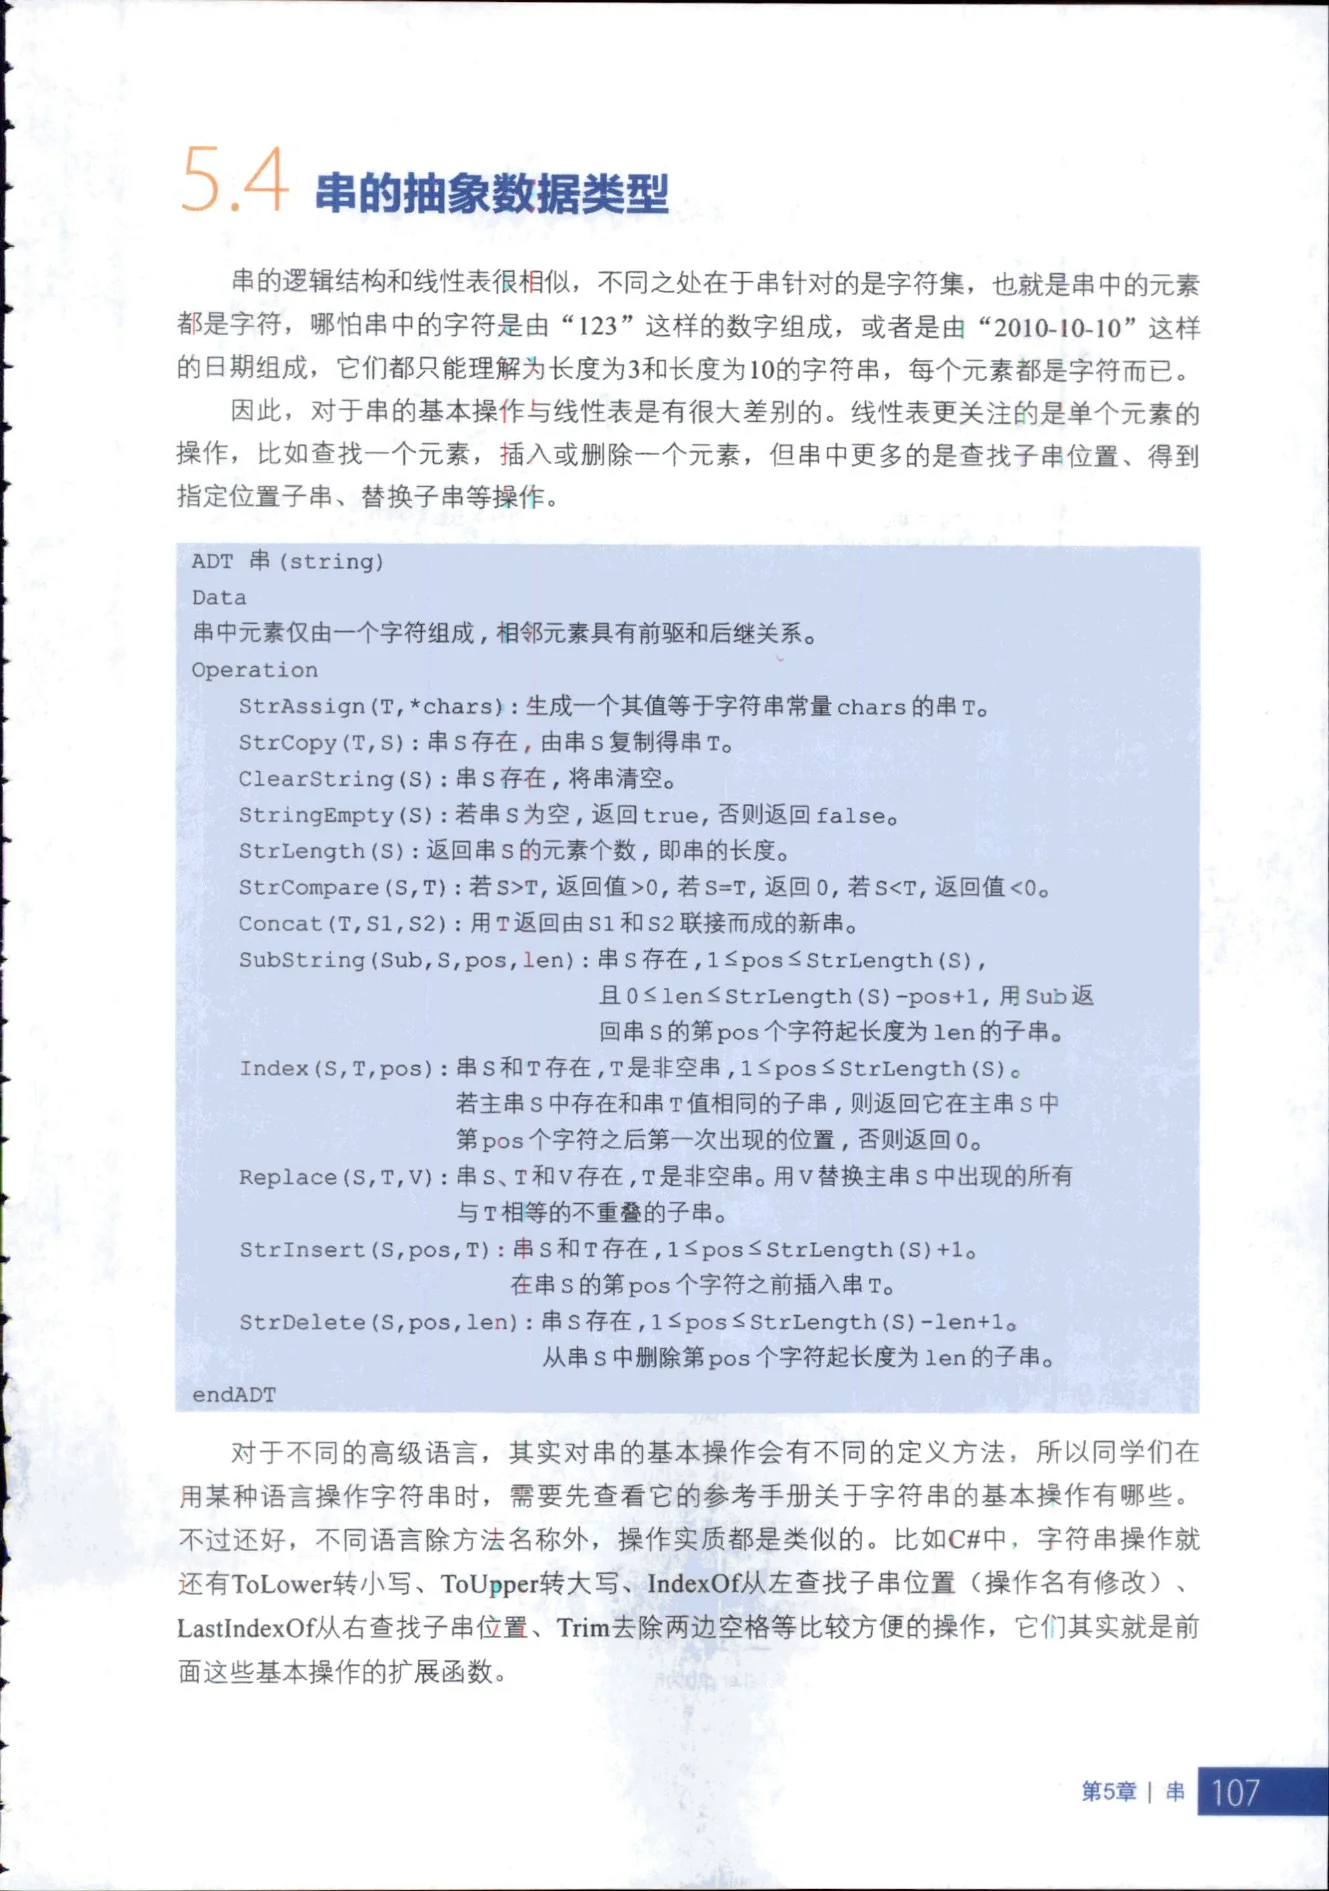 5.4 串的抽象数据类型
串的逻辑结构和线性表很相似，不同之处在于串针对的是字符集，也就是串中的元素
都是字符，哪怕串中的字符是由“123”这样的数字组成，或者是由“2010-10-10”这样
的日期组成，它们都只能理解为长度为3和长度为10的字符串，每个元素都是字符而已。
因此，对于串的基本操作与线性表是有很大差别的。线性表更关注的是单个元素的
操作，比如查找一个元素，插入或删除一个元素，但串中更多的是查找子串位置、得到
指定位置子串、替换子串等操作。
ADT 串(string)
Data
串中元素仅由一个字符组成,相邻元素具有前驱和后继关系。
Operation
StrAssign(T,*chars):生成一个其值等于字符串常量chars的串T。
StrCopy(T,S):串S存在,由串S复制得串T。
ClearString(S):串S存在,将串清空。
StringEmpty(S):若串S为空,返回true,否则返回false。
StrLength(S):返回串S的元素个数,即串的长度。
StrCompare(S,T):若S>T,返回值>0,若S=T,返回0,若S<T,返回值<0。
Concat(T,S1,S2):用T返回由S1和S2联接而成的新串。
SubString(Sub,S,pos,len):串S存在,1≤pos≤StrLength(S),
且0≤len≤StrLength(S)-pos+1,用Sub返
回串S的第pos个字符起长度为len的子串。
Index(S,T,pos):串S和T存在,T是非空串,1≤pos≤StrLength(S)。
若主串S中存在和串T值相同的子串,则返回它在主串S中
第pos个字符之后第一次出现的位置,否则返回0。
Replace(S,T,V):串S、T和V存在,T是非空串。用V替换主串S中出现的所有
与T相等的不重叠的子串。
StrInsert(S,pos,T):串S和T存在,1≤pos≤StrLength(S)+1。
在串S的第pos个字符之前插入串T。
StrDelete(S,pos,len):串S存在,1≤pos≤StrLength(S)-len+1。
从串S中删除第pos个字符起长度为len的子串。
endADT
对于不同的高级语言，其实对串的基本操作会有不同的定义方法，所以同学们在
用某种语言操作字符串时，需要先查看它的参考手册关于字符串的基本操作有哪些。
不过还好，不同语言除方法名称外，操作实质都是类似的。比如C#中，字符串操作就
还有ToLower转小写、ToUpper转大写、IndexOf从左查找子串位置（操作名有修改）、
LastIndexOf从右查找子串位置、Trim去除两边空格等比较方便的操作，它们其实就是前
面这些基本操作的扩展函数。
第5章 | 串 107